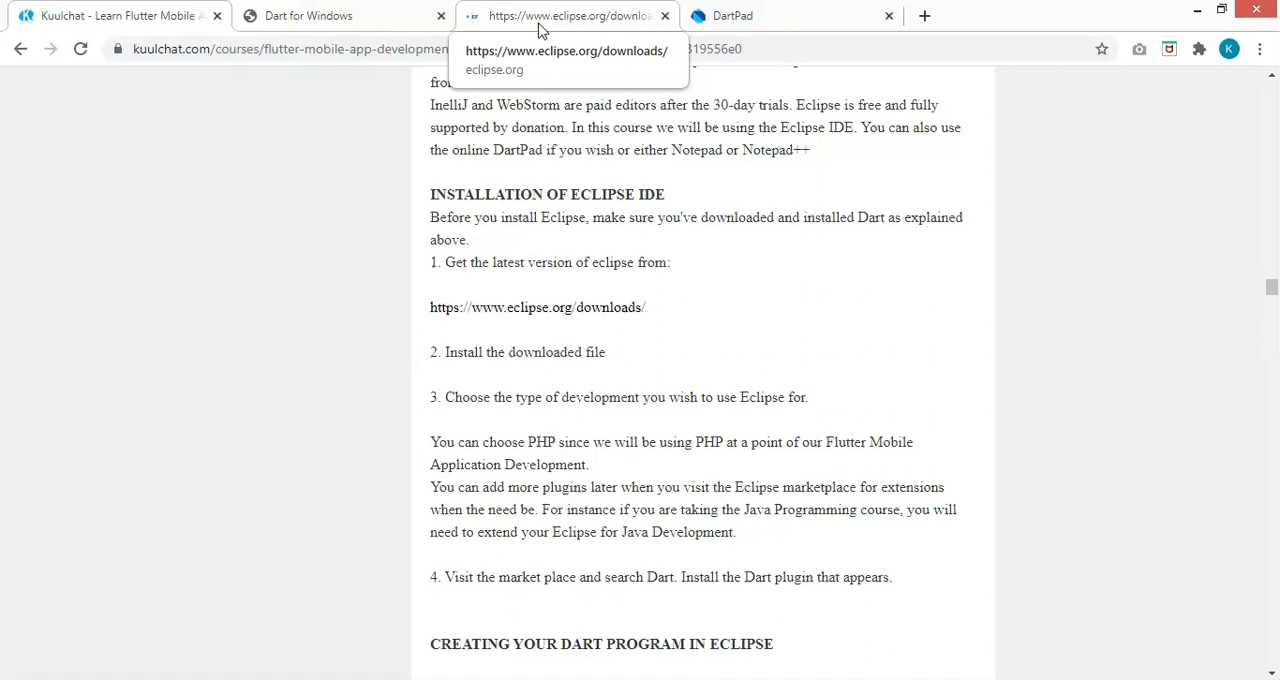 Kuulchat - Learn Flutter Mobile A
Dart for Windows
https://www.eclipse.org/downloa
DartPad
kuulchat.com/courses/flutter-mobile-app-developmen
819556e0
K
https://www.eclipse.org/downloads/
eclipse.org
InelliJ and WebStorm are paid editors after the 30-day trials. Eclipse is free and fully
supported by donation. In this course we will be using the Eclipse IDE. You can also use
the online DartPad if you wish or either Notepad or Notepad++
INSTALLATION OF ECLIPSE IDE
Before you install Eclipse, make sure you've downloaded and installed Dart as explained
above.
1. Get the latest version of eclipse from:
https://www.eclipse.org/downloads/
2. Install the downloaded file
3. Choose the type of development you wish to use Eclipse for.
You can choose PHP since we will be using PHP at a point of our Flutter Mobile
Application Development.
You can add more plugins later when you visit the Eclipse marketplace for extensions
when the need be. For instance if you are taking the Java Programming course, you will
need to extend your Eclipse for Java Development.
4. Visit the market place and search Dart. Install the Dart plugin that appears.
CREATING YOUR DART PROGRAM IN ECLIPSE